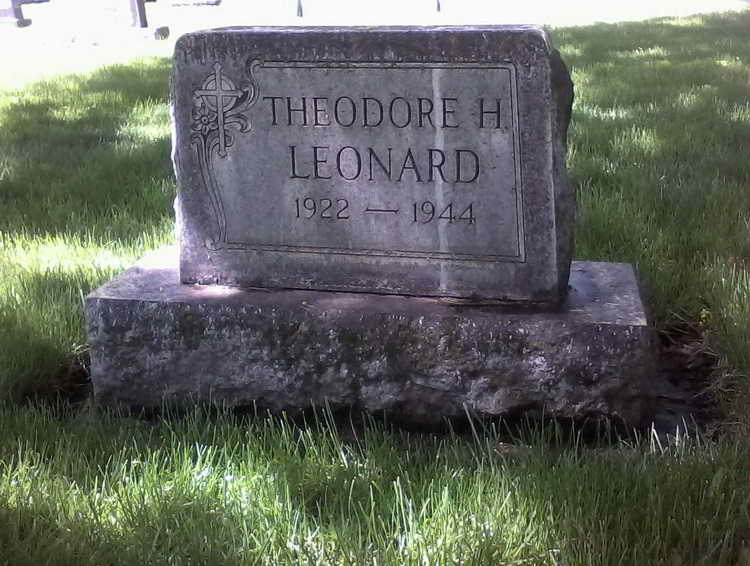 THEODORE H.
LEONARD
1922 — 1944